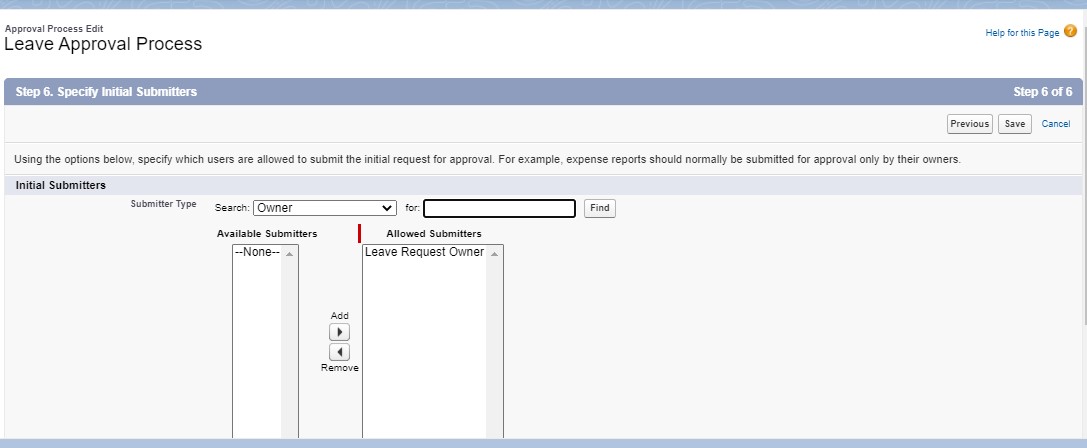 Approval Process Edit
Leave Approval Process
Help for this Page ?
Step 6. Specify Initial Submitters
Step 6 of 6
Previous Save Cancel
Using the options below, specify which users are allowed to submit the initial request for approval. For example, expense reports should normally be submitted for approval only by their owners.
Initial Submitters
Submitter Type Search: Owner for: Find
Available Submitters Allowed Submitters
--None-- Leave Request Owner
Add
Remove